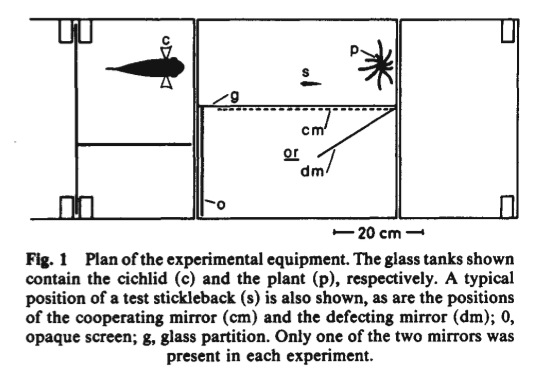 c
p
s
g
cm
or
dm
o
20 cm
Fig. 1 Plan of the experimental equipment. The glass tanks shown
contain the cichlid (c) and the plant (p), respectively. A typical
position of a test stickleback (s) is also shown, as are the positions
of the cooperating mirror (cm) and the defecting mirror (dm); 0,
opaque screen; g, glass partition. Only one of the two mirrors was
present in each experiment.